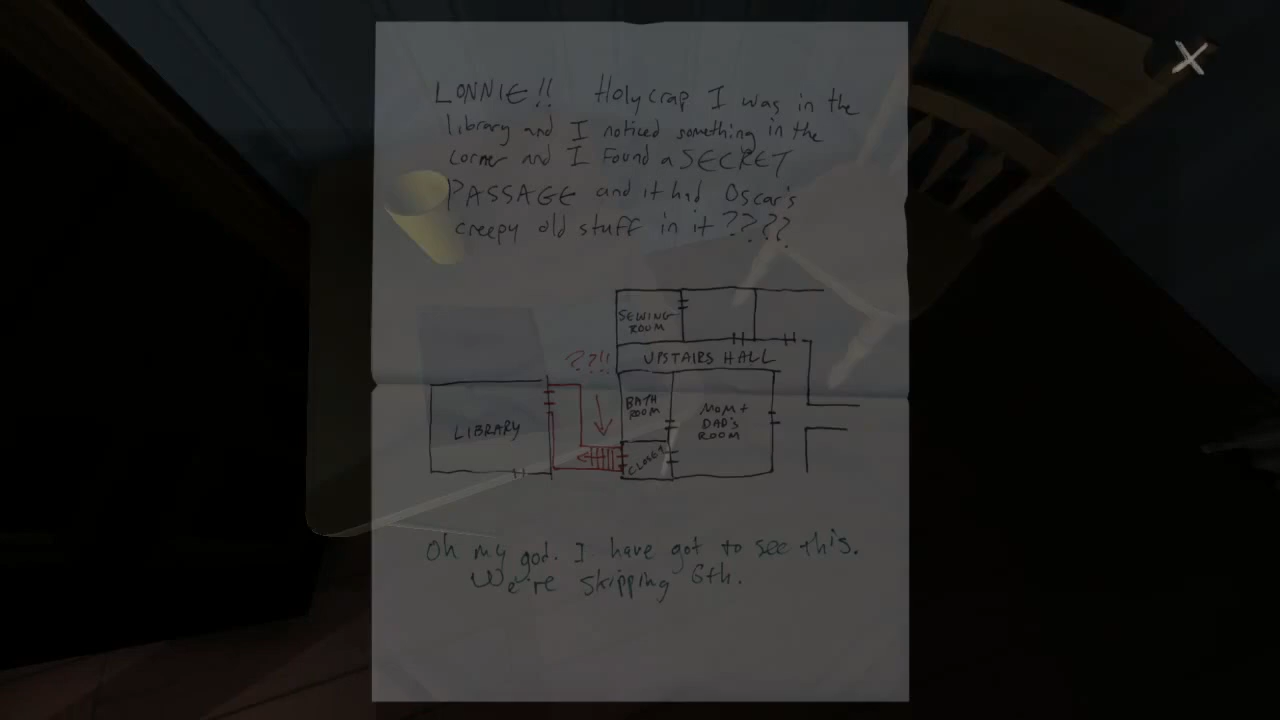 LONNIE!! Holy crap I was in the
library and I noticed something in the
corner and I found a SECRET
PASSAGE and it had Oscar's
creepy old stuff in it ????
SEWING
ROOM
UPSTAIRS HALL
??!!
BATH
ROOM
MOM +
DAD'S
ROOM
LIBRARY
CLOSET
Oh my god. I have got to see this.
We're skipping 6th.